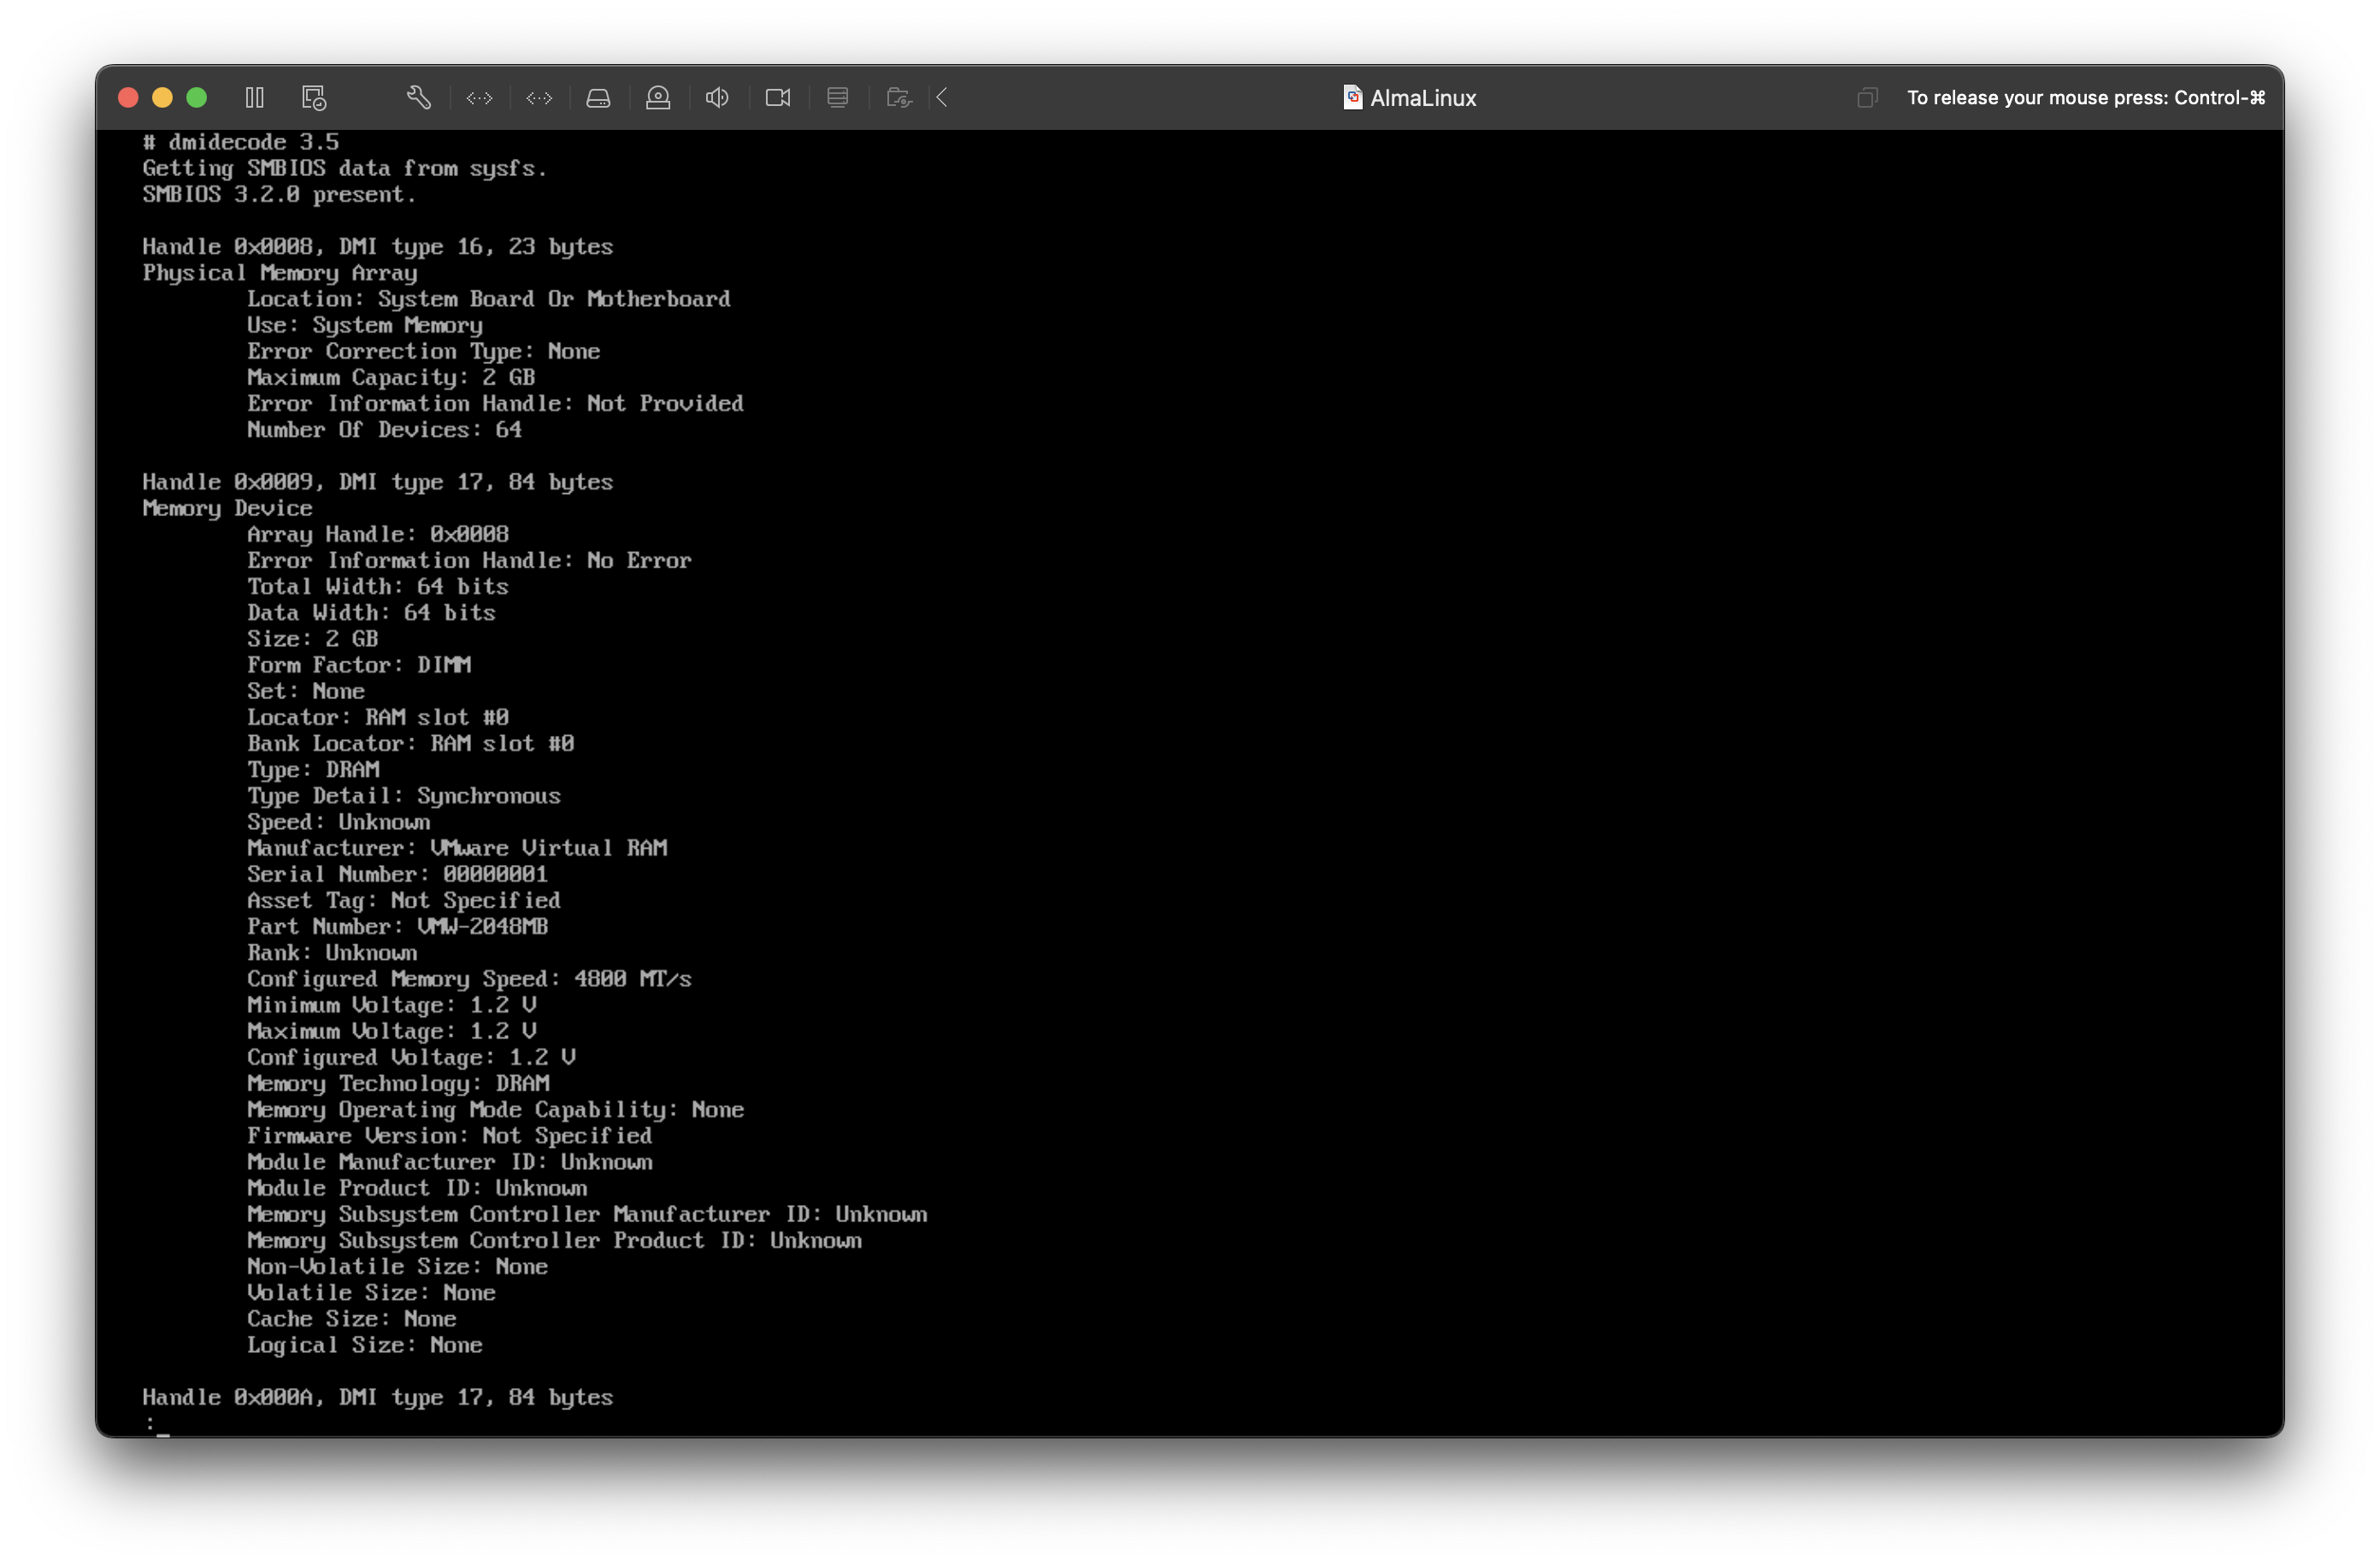 AlmaLinux
To release your mouse press: Control-⌘
# dmidecode 3.5
Getting SMBIOS data from sysfs.
SMBIOS 3.2.0 present.
Handle 0x0008, DMI type 16, 23 bytes
Physical Memory Array
Location: System Board Or Motherboard
Use: System Memory
Error Correction Type: None
Maximum Capacity: 2 GB
Error Information Handle: Not Provided
Number Of Devices: 64
Handle 0x0009, DMI type 17, 84 bytes
Memory Device
Array Handle: 0x0008
Error Information Handle: No Error
Total Width: 64 bits
Data Width: 64 bits
Size: 2 GB
Form Factor: DIMM
Set: None
Locator: RAM slot #0
Bank Locator: RAM slot #0
Type: DRAM
Type Detail: Synchronous
Speed: Unknown
Manufacturer: VMware Virtual RAM
Serial Number: 00000001
Asset Tag: Not Specified
Part Number: VMW-2048MB
Rank: Unknown
Configured Memory Speed: 4800 MT/s
Minimum Voltage: 1.2 V
Maximum Voltage: 1.2 V
Configured Voltage: 1.2 V
Memory Technology: DRAM
Memory Operating Mode Capability: None
Firmware Version: Not Specified
Module Manufacturer ID: Unknown
Module Product ID: Unknown
Memory Subsystem Controller Manufacturer ID: Unknown
Memory Subsystem Controller Product ID: Unknown
Non-Volatile Size: None
Volatile Size: None
Cache Size: None
Logical Size: None
Handle 0x000A, DMI type 17, 84 bytes
:_